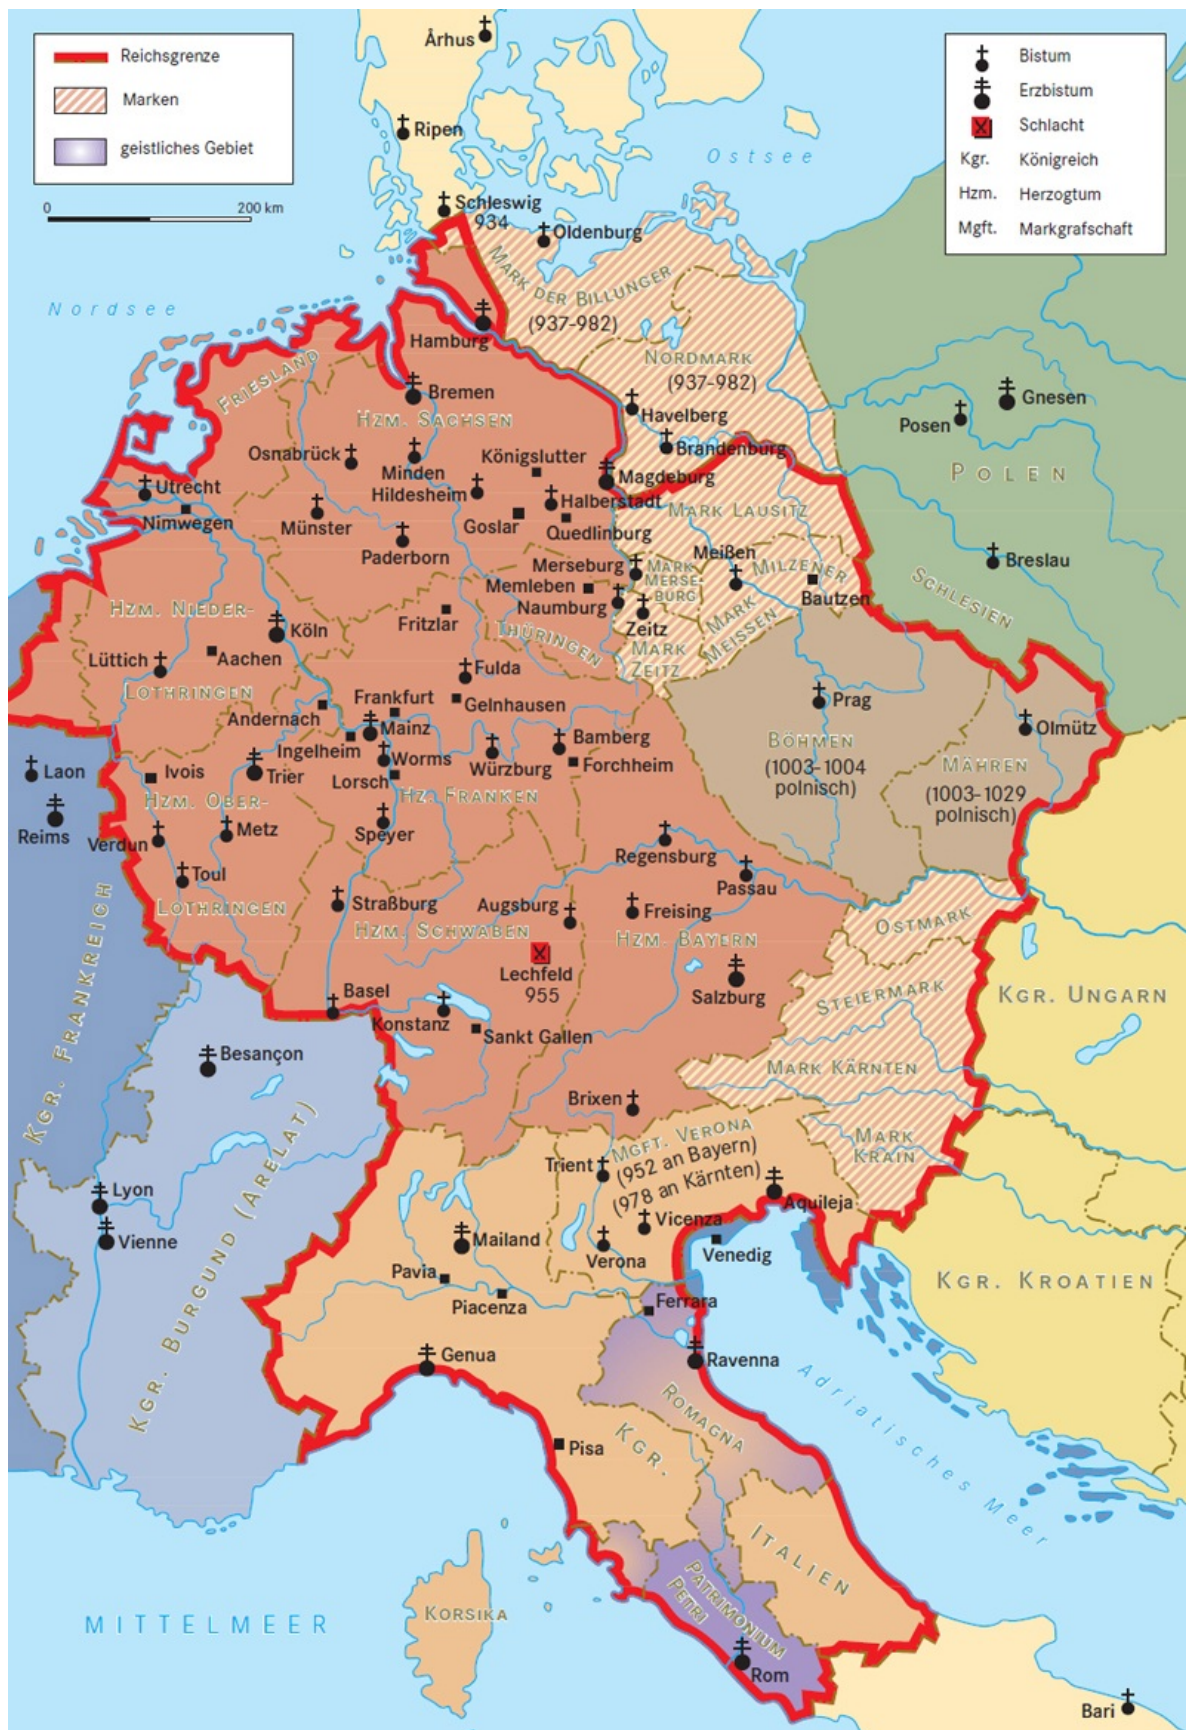 Reichsgrenze
Marken
geistliches Gebiet
0
200 km
Bistum
Erzbistum
Schlacht
Kgr. Königreich
Hzm. Herzogtum
Mgft. Markgrafschaft
Århus
Ripen
Ostsee
Schleswig
934
Oldenburg
Nordsee
MARK DER BILLUNGER
(937-982)
Hamburg
NORDMARK
(937-982)
FRIESLAND
Bremen
HZM. SACHSEN
Havelberg
Brandenburg
Gnesen
Posen
POLEN
Osnabrück
Minden
Königslutter
Magdeburg
Hildesheim
Halberstadt
Utrecht
Nimwegen
Münster
Goslar
Quedlinburg
MARK LAUSITZ
Paderborn
Merseburg
MARK
MERSE-
BURG
Meißen
MILZENER
Breslau
Memleben
Naumburg
Bautzen
SCHLESIEN
HZM. NIEDER-
LOTHRINGEN
Köln
Fritzlar
THÜRINGEN
Zeitz
MARK
ZEITZ
MARK
MEISSEN
Lüttich
Aachen
Fulda
Andernach
Frankfurt
Gelnhausen
Prag
Olmütz
Mainz
Ingelheim
Bamberg
BÖHMEN
(1003-1004
polnisch)
MÄHREN
(1003-1029
polnisch)
Laon
Ivois
Trier
Worms
Lorsch
Würzburg
Forchheim
HZM. OBER-
LOTHRINGEN
HZ. FRANKEN
Reims
Verdun
Metz
Speyer
Regensburg
Toul
Passau
Straßburg
Augsburg
Freising
HZM. SCHWABEN
HZM. BAYERN
OSTMARK
Lechfeld
955
Salzburg
STEIERMARK
KGR. UNGARN
Basel
Konstanz
Sankt Gallen
KGR. FRANKREICH
Besançon
MARK KÄRNTEN
Brixen
MGFT. VERONA
(952 an Bayern)
(978 an Kärnten)
MARK
KRAIN
KGR. BURGUND (ARELAT)
Trient
Lyon
Vienne
Aquileja
Vicenza
Mailand
Verona
Venedig
Pavia
Piacenza
KGR. KROATIEN
Ferrara
Genua
Ravenna
ROMAGNA
Adriatisches Meer
Pisa
KGR.
ITALIEN
PATRIMONIUM
PETRI
KORSIKA
MITTELMEER
Rom
Bari